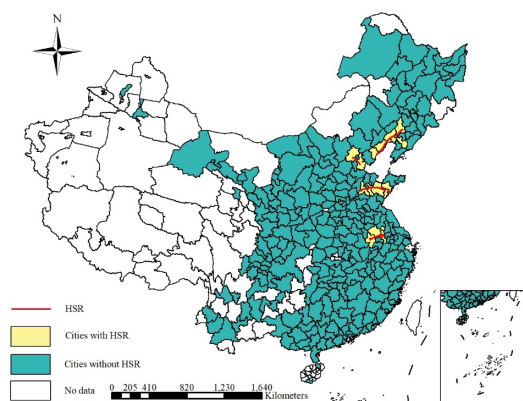 N
HSR
Cities with HSR
Cities without HSR
No data
0 205 410 820 1,230 1,640
Kilometers